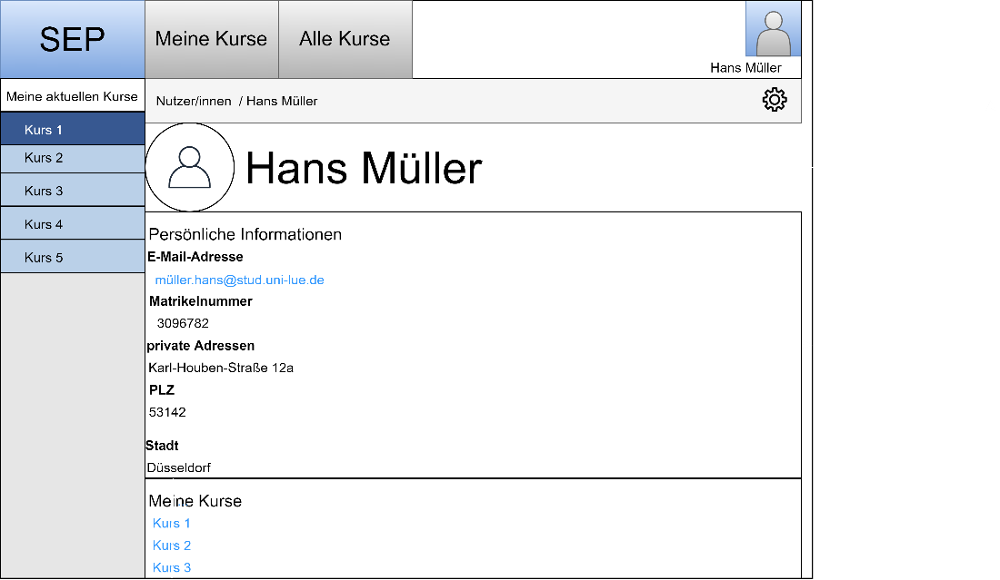 SEP
Meine Kurse
Alle Kurse
Hans Müller
Meine aktuellen Kurse
Kurs 1
Kurs 2
Kurs 3
Kurs 4
Kurs 5
Nutzer/innen / Hans Müller
Hans Müller
Persönliche Informationen
E-Mail-Adresse
müller.hans@stud.uni-lue.de
Matrikelnummer
3096782
private Adressen
Karl-Houben-Straße 12a
PLZ
53142
Stadt
Düsseldorf
Meine Kurse
Kurs 1
Kurs 2
Kurs 3